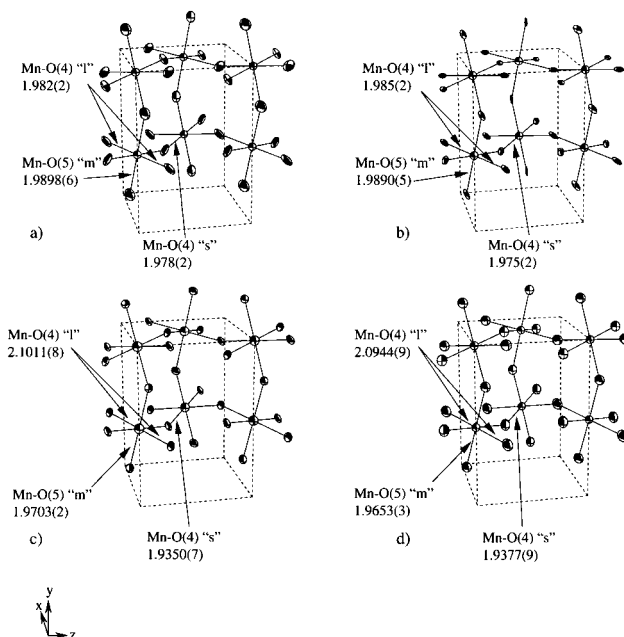 Mn-O(4) “l”
1.982(2)
Mn-O(5) “m”
1.9898(6)
a)
Mn-O(4) “s”
1.978(2)
Mn-O(4) “l”
1.985(2)
Mn-O(5) “m”
1.9890(5)
b)
Mn-O(4) “s”
1.975(2)
Mn-O(4) “l”
2.1011(8)
Mn-O(5) “m”
1.9703(2)
c)
Mn-O(4) “s”
1.9350(7)
Mn-O(4) “l”
2.0944(9)
Mn-O(5) “m”
1.9653(3)
d)
Mn-O(4) “s”
1.9377(9)
y
x
z